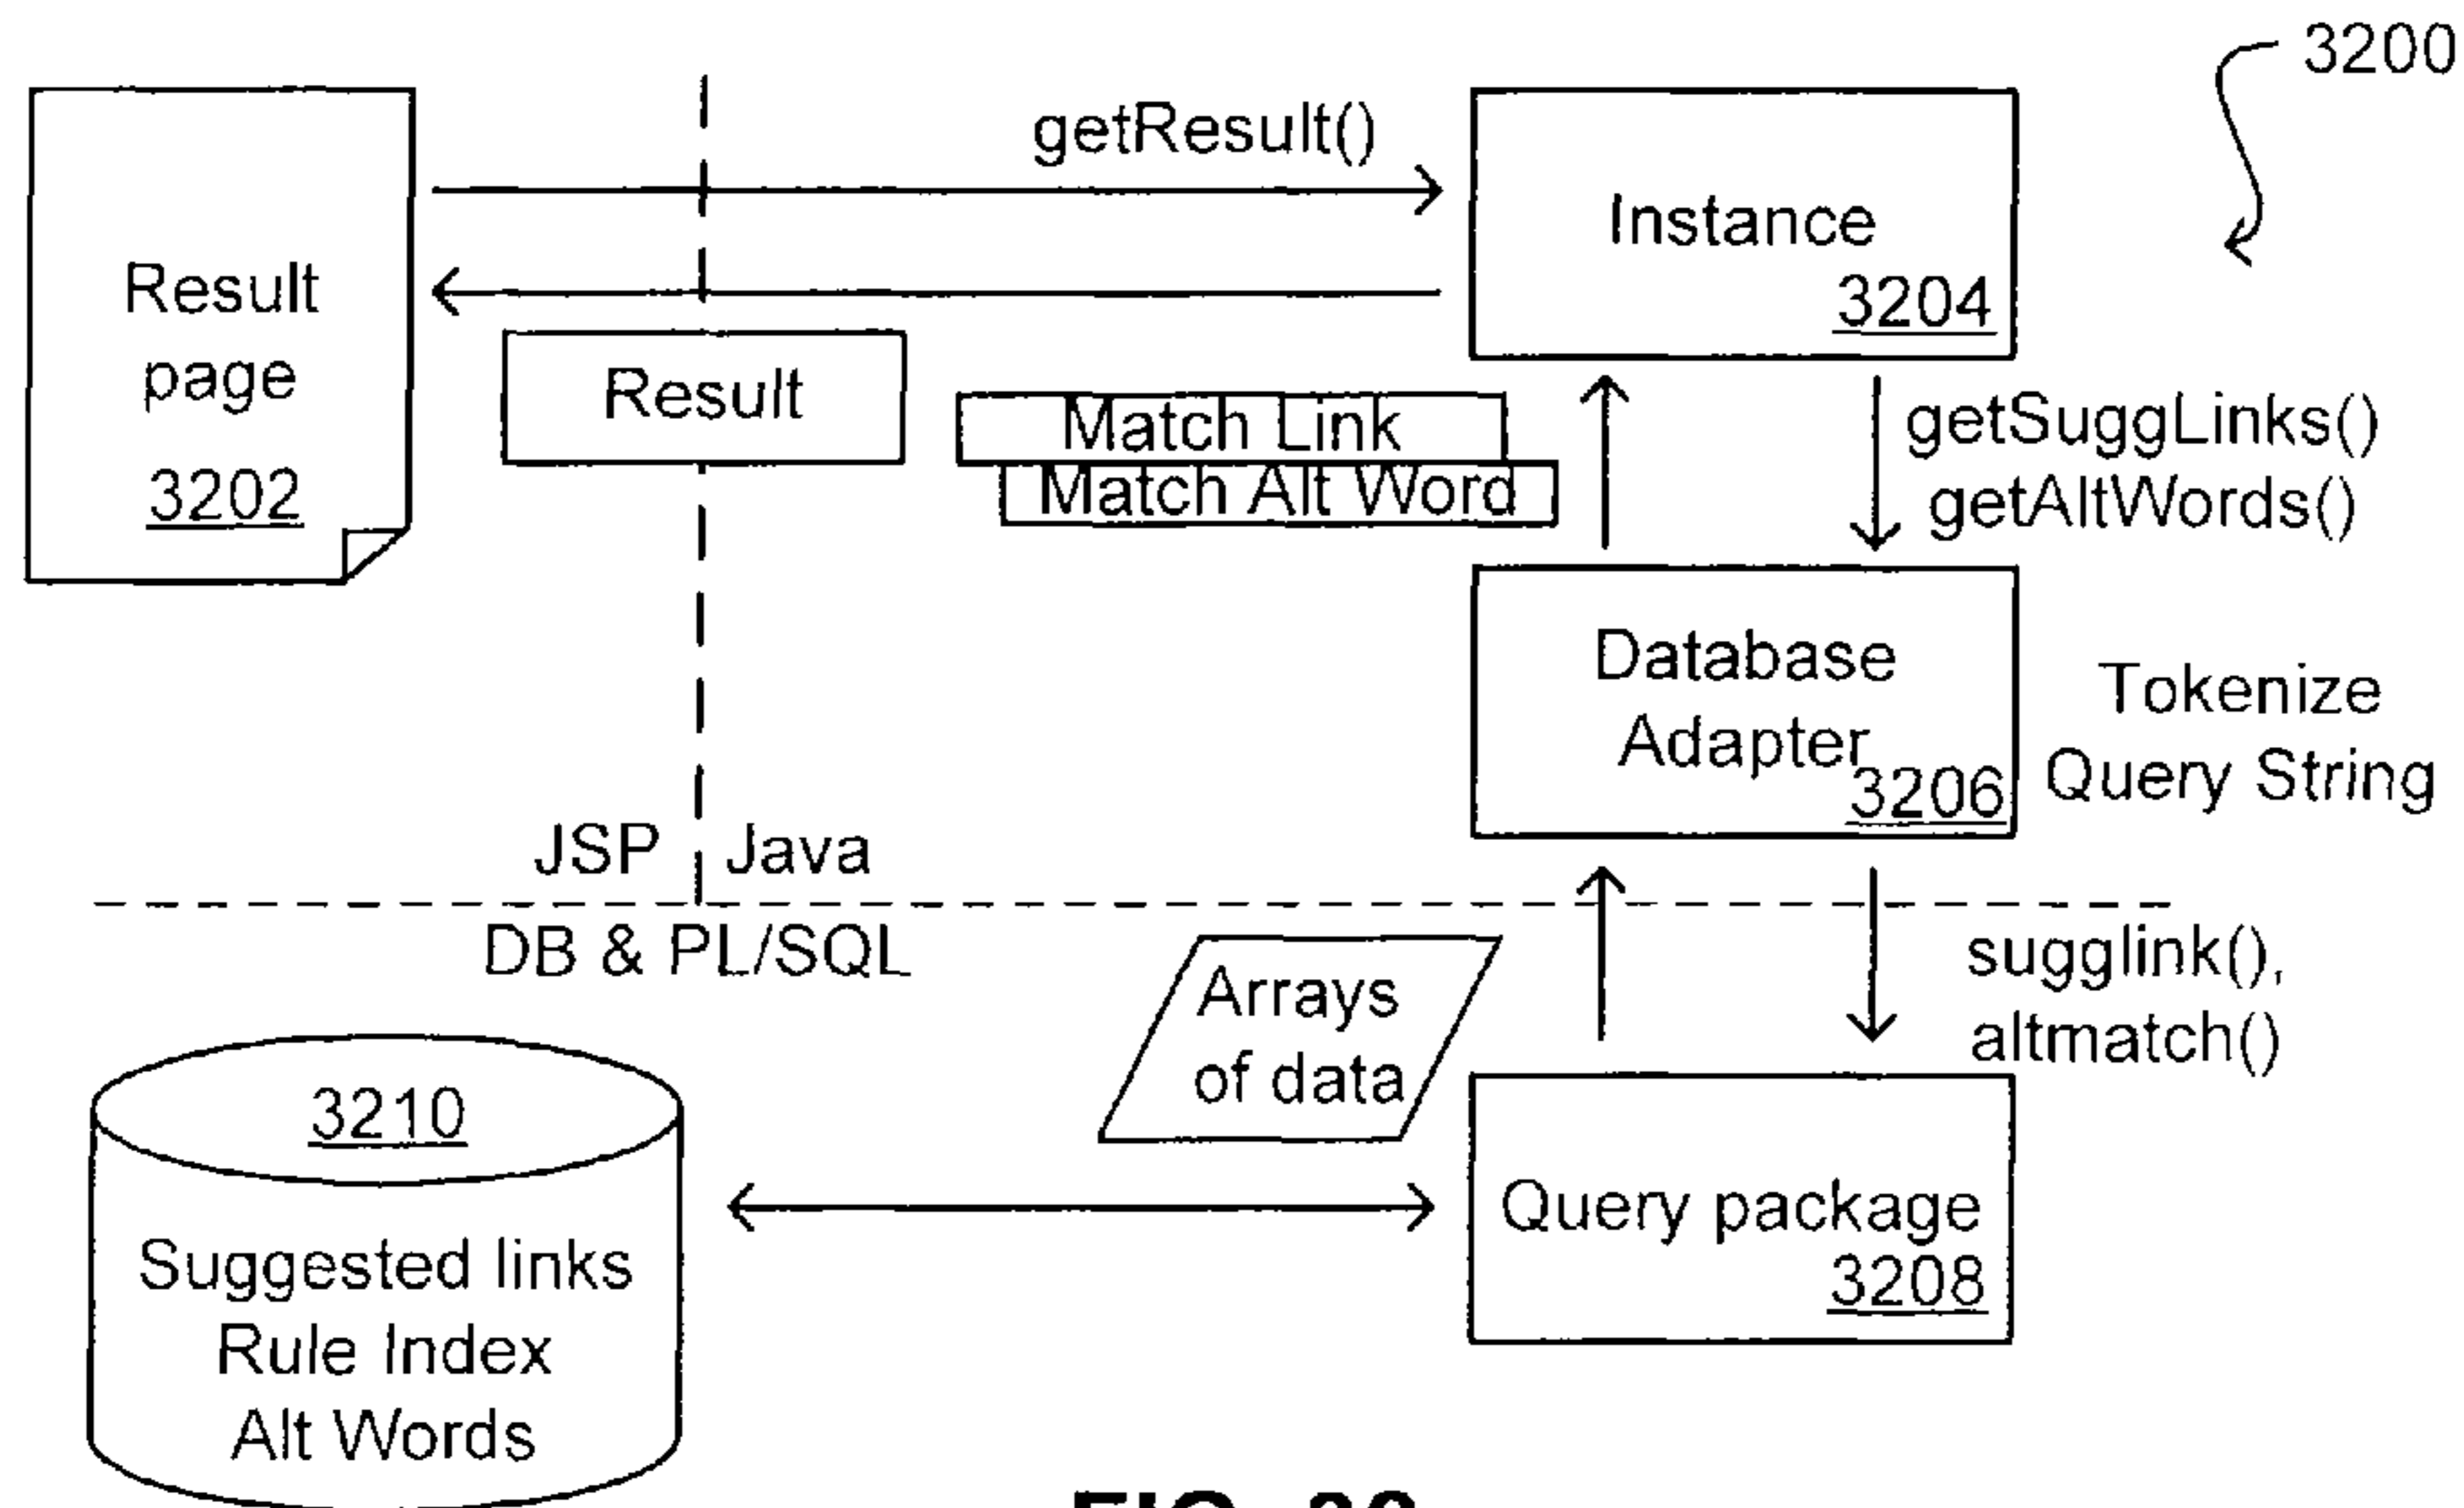 3200
getResult()
Instance
3204
Result
page
3202
Result
Match Link
Match Alt Word
getSuggLinks()
getAltWords()
Database
Adapter
3206
Tokenize
Query String
JSP
Java
DB & PL/SQL
Arrays
of data
sugglink(),
altmatch()
3210
Suggested links
Rule Index
Alt Words
Query package
3208